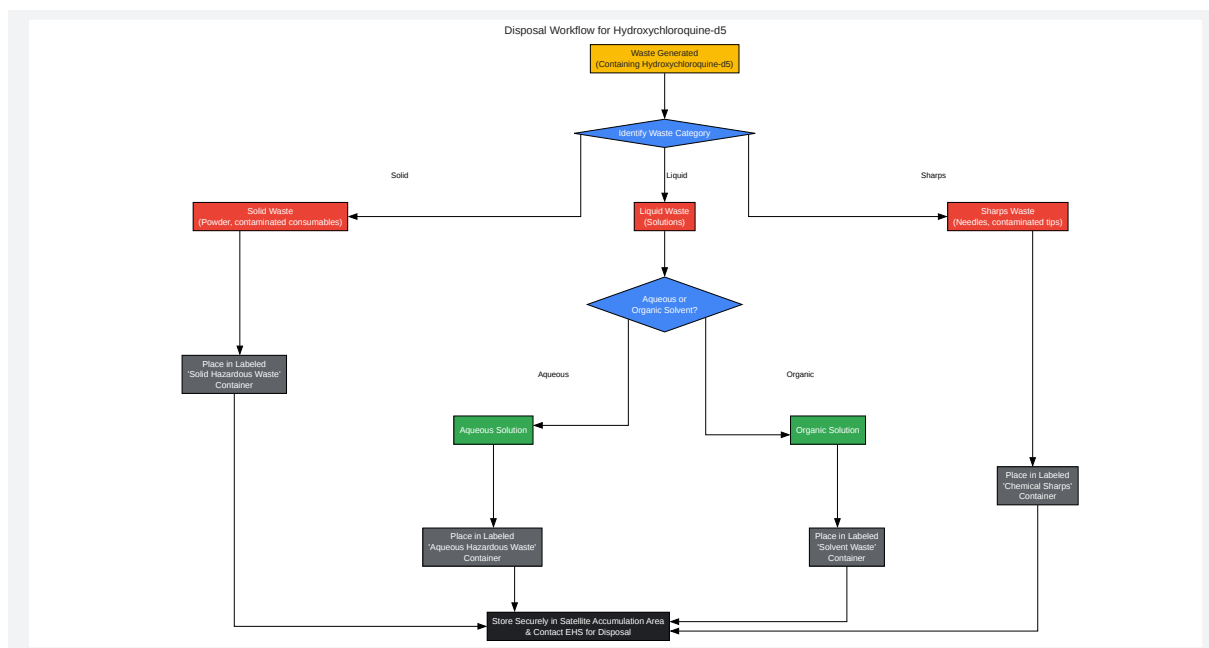 Disposal Workflow for Hydroxychloroquine-d5
Waste Generated
(Containing Hydroxychloroquine-d5)
Identify Waste Category
Solid
Liquid
Sharps
Solid Waste
(Powder, contaminated consumables)
Liquid Waste
(Solutions)
Sharps Waste
(Needles, contaminated tips)
Aqueous or
Organic Solvent?
Place in Labeled
'Solid Hazardous Waste'
Container
Aqueous
Organic
Aqueous Solution
Organic Solution
Place in Labeled
'Chemical Sharps'
Container
Place in Labeled
'Aqueous Hazardous Waste'
Container
Place in Labeled
'Solvent Waste'
Container
Store Securely in Satellite Accumulation Area
& Contact EHS for Disposal